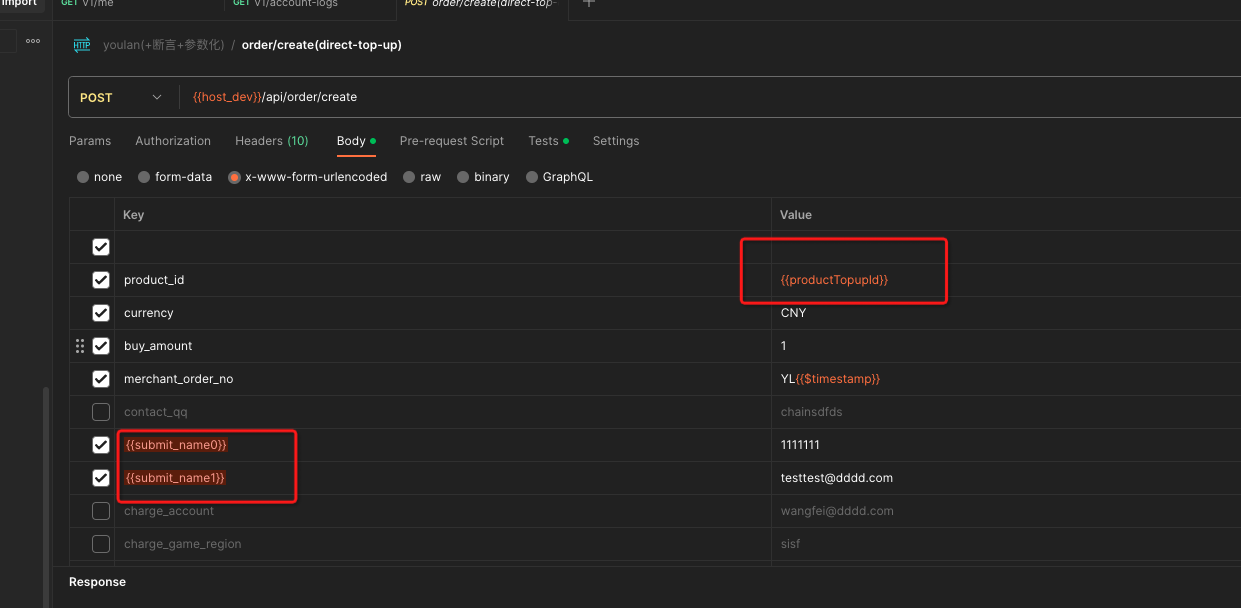 Import GET V1/me GET V1/account-logs POST order/create(direct-top-
youlan(+断言+参数化) / order/create(direct-top-up)
POST {{host_dev}}/api/order/create
Params Authorization Headers (10) Body Pre-request Script Tests Settings
none form-data x-www-form-urlencoded raw binary GraphQL
Key Value
product_id {{productTopupId}}
currency CNY
buy_amount 1
merchant_order_no YL{{$timestamp}}
contact_qq chainsdfds
{{submit_name0}} 1111111
{{submit_name1}} testtest@dddd.com
charge_account wangfei@dddd.com
charge_game_region sisf
Response